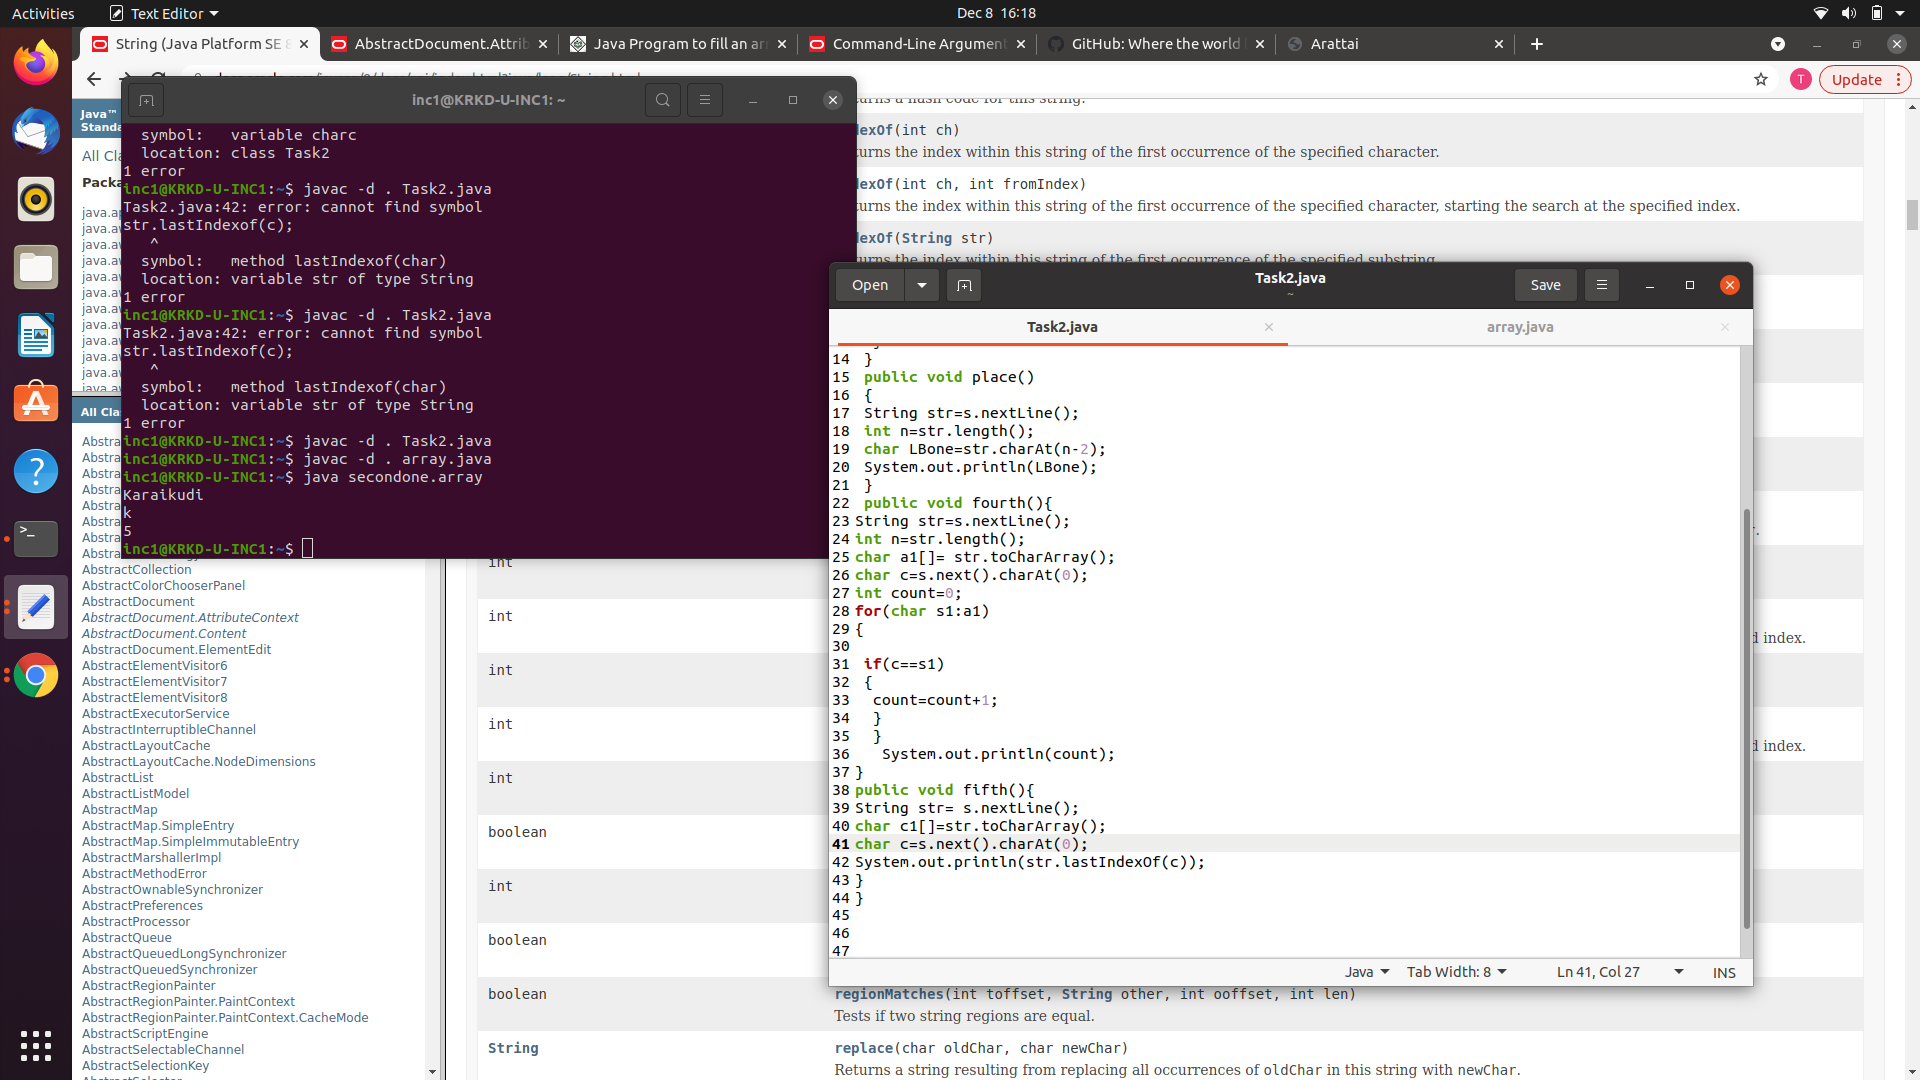 Activities
Text Editor
Dec 8 16:18
String (Java Platform SE 8
AbstractDocument.Attrib
Java Program to fill an arr
Command-Line Argument
GitHub: Where the world
Arattai
T
Update
inc1@KRKD-U-INC1: ~
symbol: variable charc
location: class Task2
1 error
inc1@KRKD-U-INC1:~$ javac -d . Task2.java
Task2.java:42: error: cannot find symbol
str.lastIndexof(c);
^
symbol: method lastIndexof(char)
location: variable str of type String
1 error
inc1@KRKD-U-INC1:~$ javac -d . Task2.java
Task2.java:42: error: cannot find symbol
str.lastIndexof(c);
^
symbol: method lastIndexof(char)
location: variable str of type String
1 error
inc1@KRKD-U-INC1:~$ javac -d . Task2.java
inc1@KRKD-U-INC1:~$ javac -d . array.java
inc1@KRKD-U-INC1:~$ java secondone.array
Karaikudi
k
5
inc1@KRKD-U-INC1:~$
Java™
Standa
All Cla
Packa
java.ap
java.aw
java.aw
java.aw
java.aw
java.aw
java.aw
java.aw
java.aw
java.aw
java.aw
java.aw
All Cla
Abstra
Abstra
Abstra
Abstra
Abstra
Abstra
Abstra
Abstra
AbstractCollection
AbstractColorChooserPanel
AbstractDocument
AbstractDocument.AttributeContext
AbstractDocument.Content
AbstractDocument.ElementEdit
AbstractElementVisitor6
AbstractElementVisitor7
AbstractElementVisitor8
AbstractExecutorService
AbstractInterruptibleChannel
AbstractLayoutCache
AbstractLayoutCache.NodeDimensions
AbstractList
AbstractListModel
AbstractMap
AbstractMap.SimpleEntry
AbstractMap.SimpleImmutableEntry
AbstractMarshallerImpl
AbstractMethodError
AbstractOwnableSynchronizer
AbstractPreferences
AbstractProcessor
AbstractQueue
AbstractQueuedLongSynchronizer
AbstractQueuedSynchronizer
AbstractRegionPainter
AbstractRegionPainter.PaintContext
AbstractRegionPainter.PaintContext.CacheMode
AbstractScriptEngine
AbstractSelectableChannel
AbstractSelectionKey
AbstractSelector
urns a hash code for this string.
dexOf(int ch)
turns the index within this string of the first occurrence of the specified character.
dexOf(int ch, int fromIndex)
turns the index within this string of the first occurrence of the specified character, starting the search at the specified index.
dexOf(String str)
turns the index within this string of the first occurrence of the specified substring.
int
int
int
int
int
boolean
int
boolean
boolean
String
d index.
d index.
regionMatches(int toffset, String other, int ooffset, int len)
Tests if two string regions are equal.
replace(char oldChar, char newChar)
Returns a string resulting from replacing all occurrences of oldChar in this string with newChar.
Open
Task2.java
~
Save
Task2.java
array.java
14 }
15 public void place()
16 {
17 String str=s.nextLine();
18 int n=str.length();
19 char LBone=str.charAt(n-2);
20 System.out.println(LBone);
21 }
22 public void fourth(){
23 String str=s.nextLine();
24 int n=str.length();
25 char a1[]= str.toCharArray();
26 char c=s.next().charAt(0);
27 int count=0;
28 for(char s1:a1)
29 {
30
31 if(c==s1)
32 {
33 count=count+1;
34 }
35 }
36 System.out.println(count);
37 }
38 public void fifth(){
39 String str= s.nextLine();
40 char c1[]=str.toCharArray();
41 char c=s.next().charAt(0);
42 System.out.println(str.lastIndexOf(c));
43 }
44 }
45
46
47
Java
Tab Width: 8
Ln 41, Col 27
INS